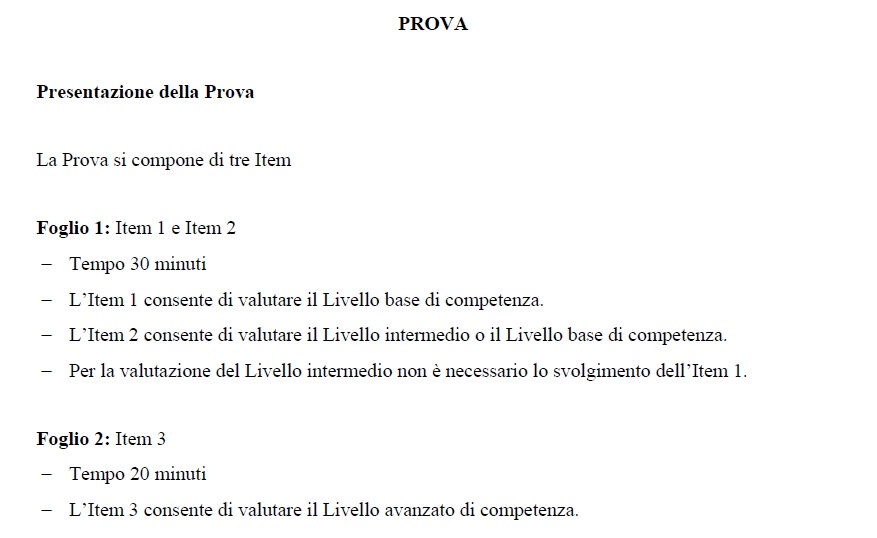 PROVA
Presentazione della Prova
La Prova si compone di tre Item
Foglio 1: Item 1 e Item 2
− Tempo 30 minuti
− L’Item 1 consente di valutare il Livello base di competenza.
− L’Item 2 consente di valutare il Livello intermedio o il Livello base di competenza.
− Per la valutazione del Livello intermedio non è necessario lo svolgimento dell’Item 1.
Foglio 2: Item 3
− Tempo 20 minuti
− L’Item 3 consente di valutare il Livello avanzato di competenza.